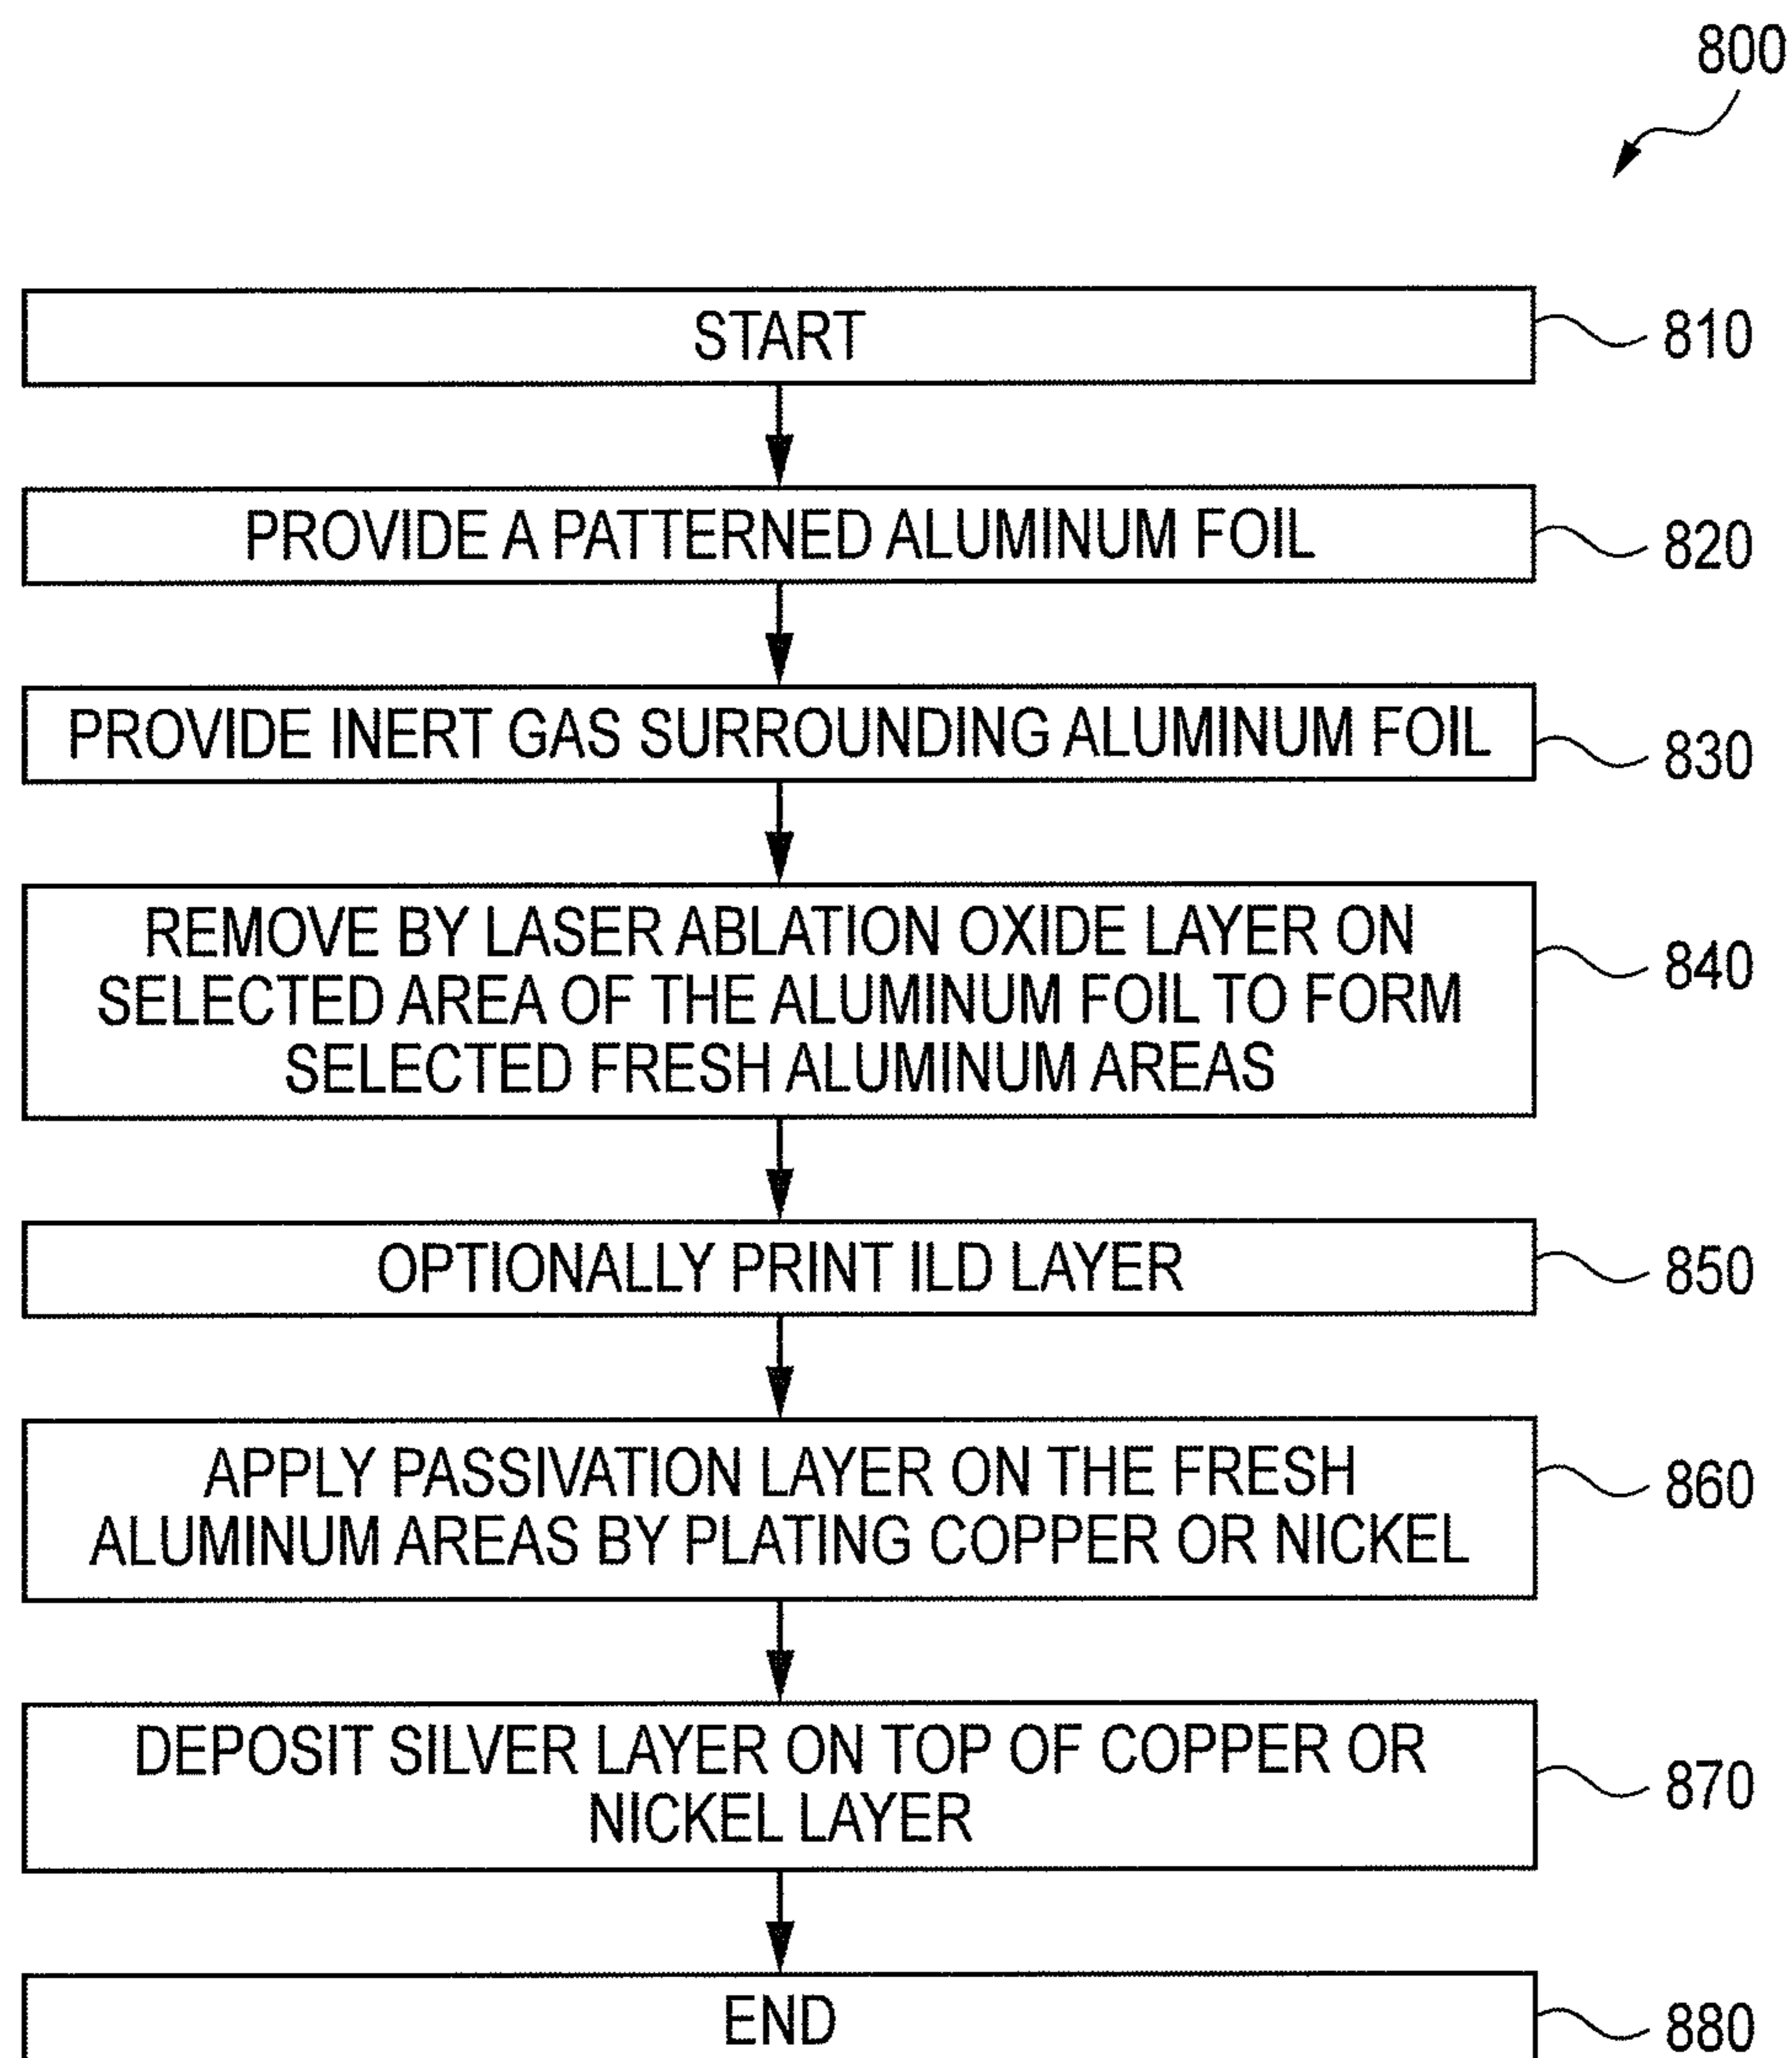 800
START
810
PROVIDE A PATTERNED ALUMINUM FOIL
820
PROVIDE INERT GAS SURROUNDING ALUMINUM FOIL
830
REMOVE BY LASER ABLATION OXIDE LAYER ON
SELECTED AREA OF THE ALUMINUM FOIL TO FORM
SELECTED FRESH ALUMINUM AREAS
840
OPTIONALLY PRINT ILD LAYER
850
APPLY PASSIVATION LAYER ON THE FRESH
ALUMINUM AREAS BY PLATING COPPER OR NICKEL
860
DEPOSIT SILVER LAYER ON TOP OF COPPER OR
NICKEL LAYER
870
END
880